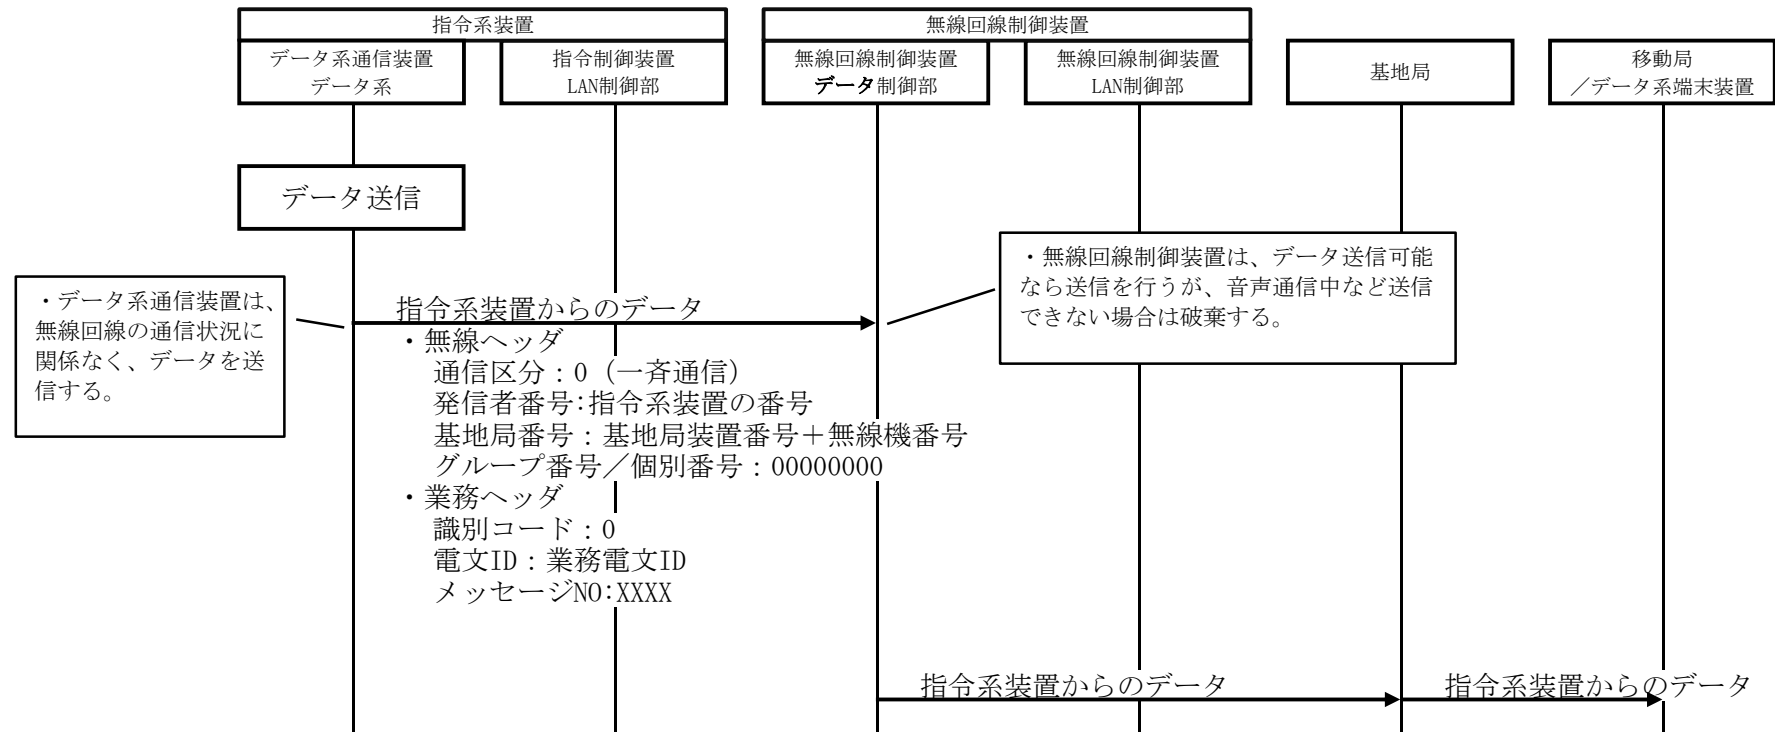 指令系装置
無線回線制御装置
データ系通信装置
データ系
指令制御装置
LAN制御部
無線回線制御装置
データ制御部
無線回線制御装置
LAN制御部
基地局
移動局
／データ系端末装置
データ送信
・データ系通信装置は、
無線回線の通信状況に
関係なく、データを送
信する。
・無線回線制御装置は、データ送信可能
なら送信を行うが、音声通信中など送信
できない場合は破棄する。
指令系装置からのデータ
・無線ヘッダ
通信区分：0（一斉通信）
発信者番号:指令系装置の番号
基地局番号：基地局装置番号＋無線機番号
グループ番号／個別番号：00000000
・業務ヘッダ
識別コード：0
電文ID：業務電文ID
メッセージNO:XXXX
指令系装置からのデータ
指令系装置からのデータ